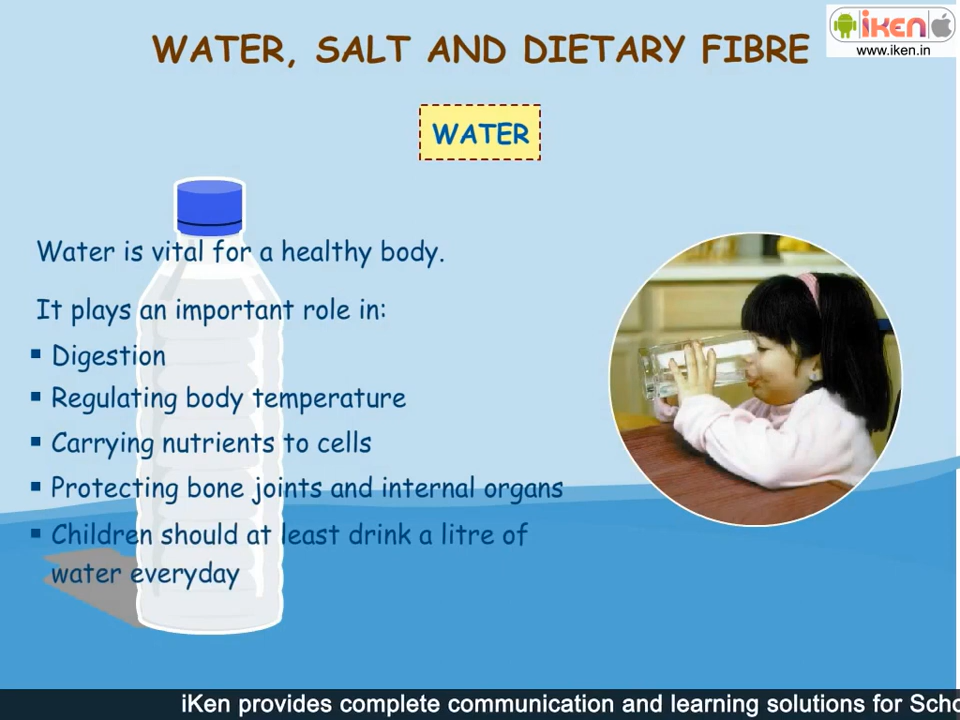 WATER, SALT AND DIETARY FIBRE
iKEN
www.iken.in
WATER
Water is vital for a healthy body.
It plays an important role in:
▪ Digestion
▪ Regulating body temperature
▪ Carrying nutrients to cells
▪ Protecting bone joints and internal organs
▪ Children should at least drink a litre of
water everyday
iKen provides complete communication and learning solutions for Scho